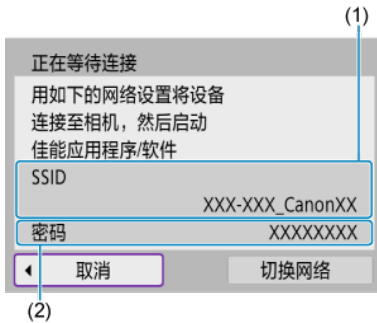 (1)
正在等待连接
用如下的网络设置将设备
连接至相机，然后启动
佳能应用程序/软件
SSID
XXX-XXX_CanonXX
密码 XXXXXXXX
取消 切换网络
(2)